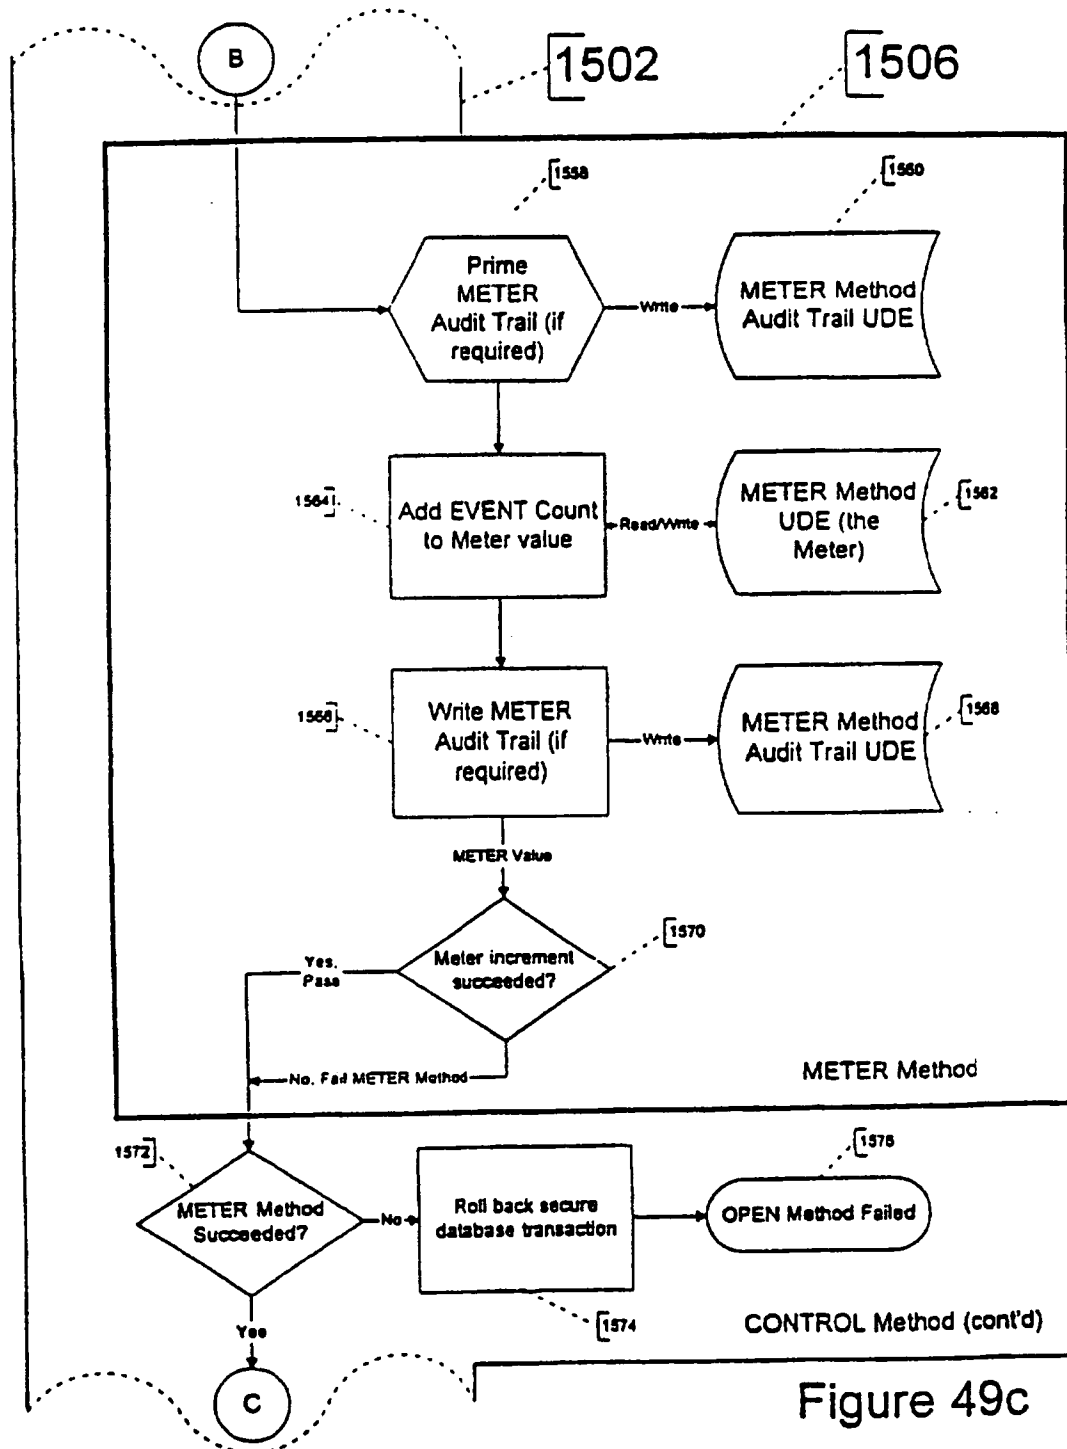 B
1502
1506
1558
1560
Prime
METER
Audit Trail (if
required)
Write
METER Method
Audit Trail UDE
1564
Add EVENT Count
to Meter value
Read/Write
METER Method
UDE (the
Meter)
1562
1566
Write METER
Audit Trail (if
required)
Write
METER Method
Audit Trail UDE
1568
METER Value
1570
Meter increment
succeeded?
Yes,
Pass
No, Fail METER Method
METER Method
1572
METER Method
Succeeded?
No
Roll back secure
database transaction
1576
OPEN Method Failed
1574
Yes
CONTROL Method (cont'd)
C
Figure 49c